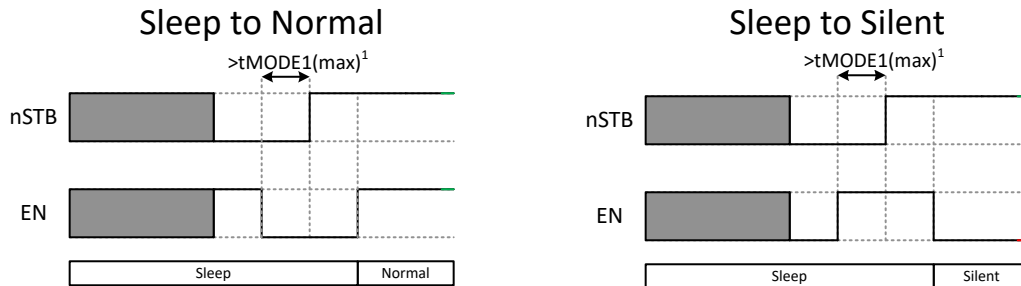 Sleep to Normal
>tMODE1(max)1
nSTB
EN
Sleep
Normal
Sleep to Silent
>tMODE1(max)1
nSTB
EN
Sleep
Silent